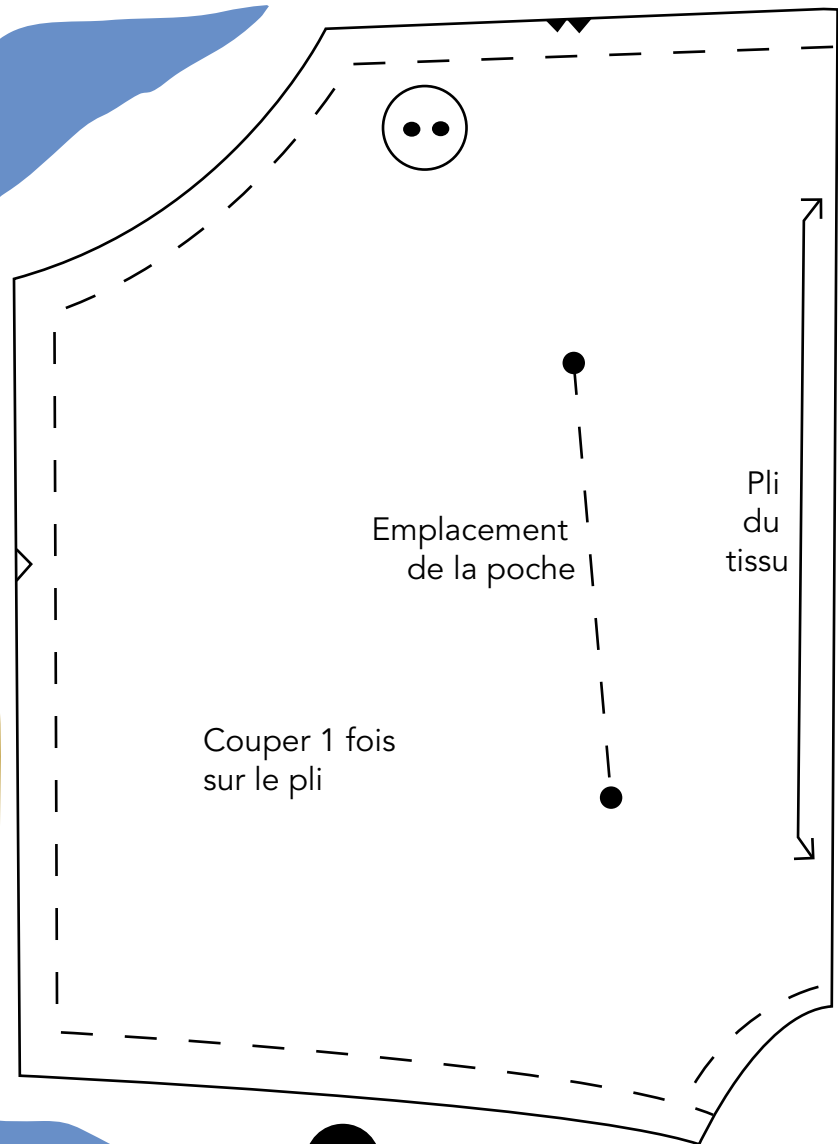 Pli
du
tissu
Emplacement
de la poche
Couper 1 fois
sur le pli